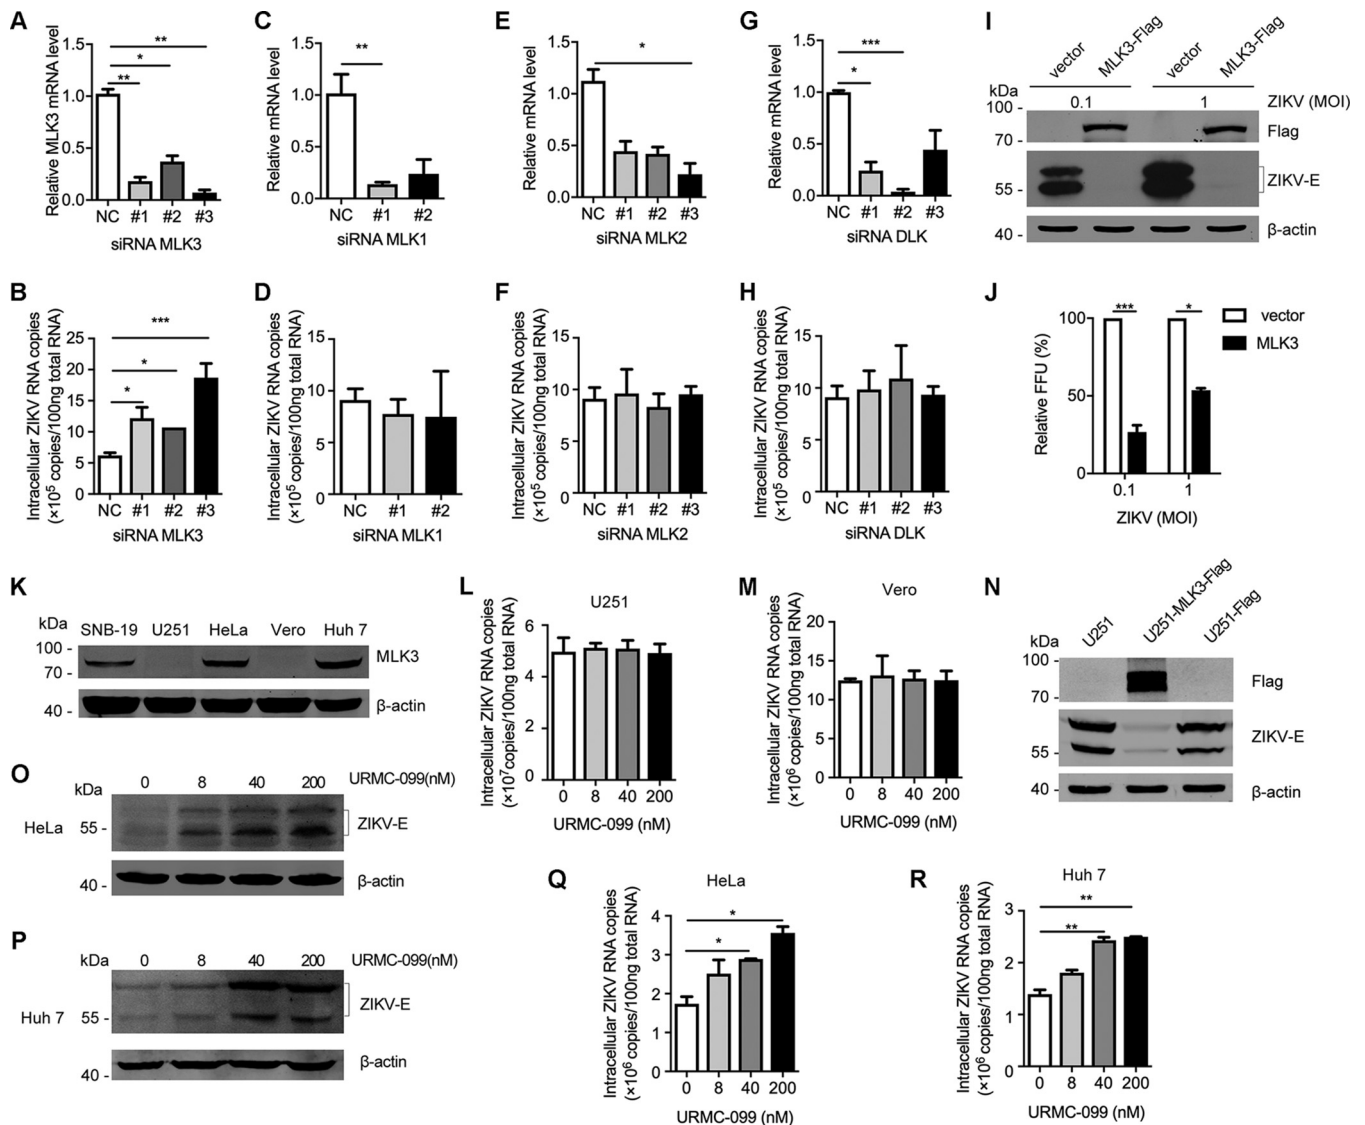 A
Relative MLK3 mRNA level
1.5
1.0
0.5
0.0
** 
*
**
NC #1 #2 #3
siRNA MLK3
C
Relative mRNA level
1.5
1.0
0.5
0.0
**
NC #1 #2
siRNA MLK1
E
Relative mRNA level
1.5
1.0
0.5
0.0
*
NC #1 #2 #3
siRNA MLK2
G
Relative mRNA level
1.5
1.0
0.5
0.0
***
*
NC #1 #2 #3
siRNA DLK
I
vector MLK3-Flag vector MLK3-Flag
kDa
0.1 1 ZIKV (MOI)
100 -
70 -
Flag
55 -
ZIKV-E
40 -
β-actin
B
Intracellular ZIKV RNA copies
(×10⁵ copies/100ng total RNA)
25
20
15
10
5
0
***
*
*
NC #1 #2 #3
siRNA MLK3
D
Intracellular ZIKV RNA copies
(×10⁵ copies/100ng total RNA)
15
10
5
0
NC #1 #2
siRNA MLK1
F
Intracellular ZIKV RNA copies
(×10⁵ copies/100ng total RNA)
15
10
5
0
NC #1 #2 #3
siRNA MLK2
H
Intracellular ZIKV RNA copies
(×10⁵ copies/100ng total RNA)
15
10
5
0
NC #1 #2 #3
siRNA DLK
J
Relative FFU (%)
100
50
0
*** *
vector
MLK3
0.1 1
ZIKV (MOI)
K
kDa
SNB-19 U251 HeLa Vero Huh 7
100 -
70 -
MLK3
40 -
β-actin
L
U251
Intracellular ZIKV RNA copies
(×10⁷copies/100ng total RNA)
6
4
2
0
0 8 40 200
URMC-099 (nM)
M
Vero
Intracellular ZIKV RNA copies
(×10⁶ copies/100ng total RNA)
20
15
10
5
0
0 8 40 200
URMC-099 (nM)
N
U251 U251-MLK3-Flag U251-Flag
kDa
100 -
70 -
Flag
55 -
ZIKV-E
40 -
β-actin
O
kDa
0 8 40 200 URMC-099(nM)
HeLa 55 -
ZIKV-E
40 -
β-actin
P
kDa
0 8 40 200 URMC-099(nM)
Huh 7 55 -
ZIKV-E
40 -
β-actin
Q
HeLa
Intracellular ZIKV RNA copies
(×10⁶ copies/100ng total RNA)
4
3
2
1
0
*
*
0 8 40 200
URMC-099 (nM)
R
Huh 7
Intracellular ZIKV RNA copies
(×10⁶ copies/100ng total RNA)
3
2
1
0
**
**
0 8 40 200
URMC-099 (nM)